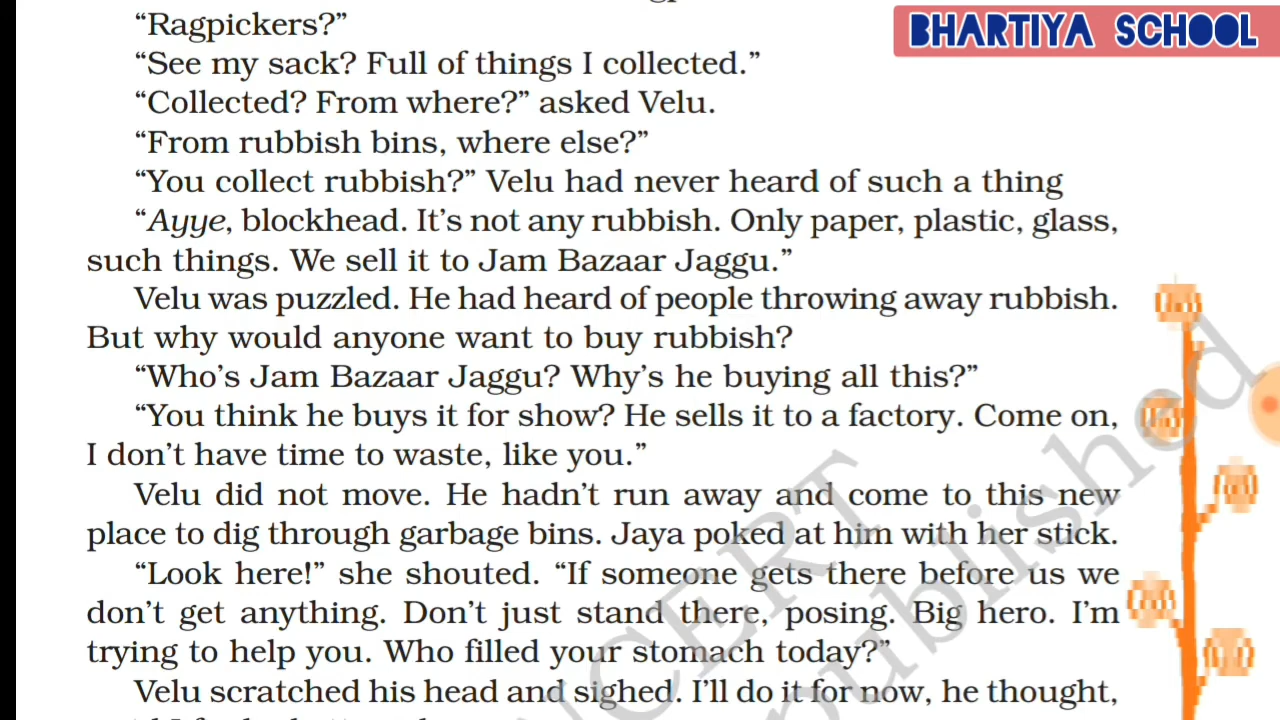 BHARTIYA SCHOOL
“Ragpickers?”
“See my sack? Full of things I collected.”
“Collected? From where?” asked Velu.
“From rubbish bins, where else?”
“You collect rubbish?” Velu had never heard of such a thing
“Ayye, blockhead. It’s not any rubbish. Only paper, plastic, glass,
such things. We sell it to Jam Bazaar Jaggu.”
Velu was puzzled. He had heard of people throwing away rubbish.
But why would anyone want to buy rubbish?
“Who’s Jam Bazaar Jaggu? Why’s he buying all this?”
“You think he buys it for show? He sells it to a factory. Come on,
I don’t have time to waste, like you.”
Velu did not move. He hadn’t run away and come to this new
place to dig through garbage bins. Jaya poked at him with her stick.
“Look here!” she shouted. “If someone gets there before us we
don’t get anything. Don’t just stand there, posing. Big hero. I’m
trying to help you. Who filled your stomach today?”
Velu scratched his head and sighed. I’ll do it for now, he thought,
NCERT
published